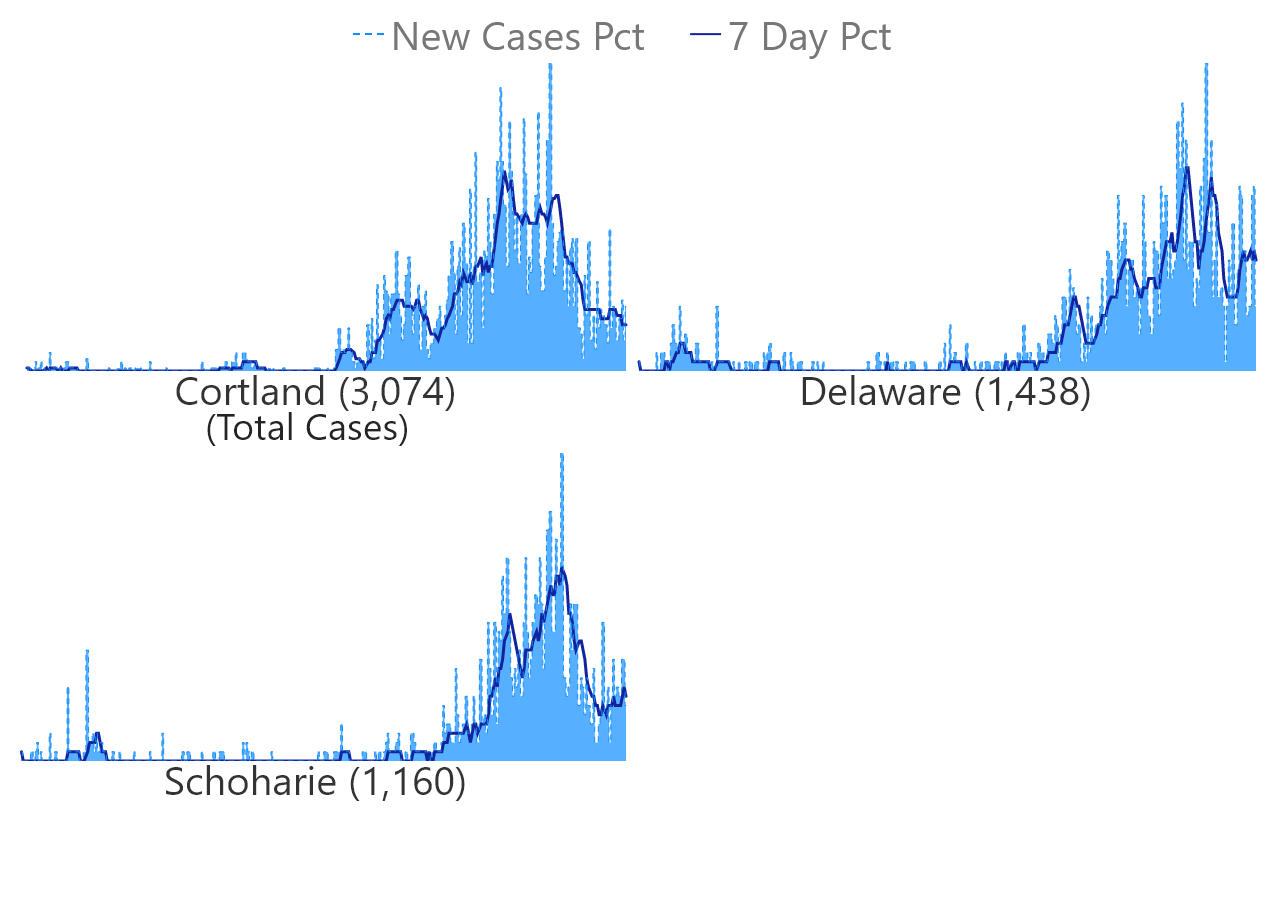 New Cases Pct 7 Day Pct
Cortland (3,074)
(Total Cases)
Delaware (1,438)
Schoharie (1,160)